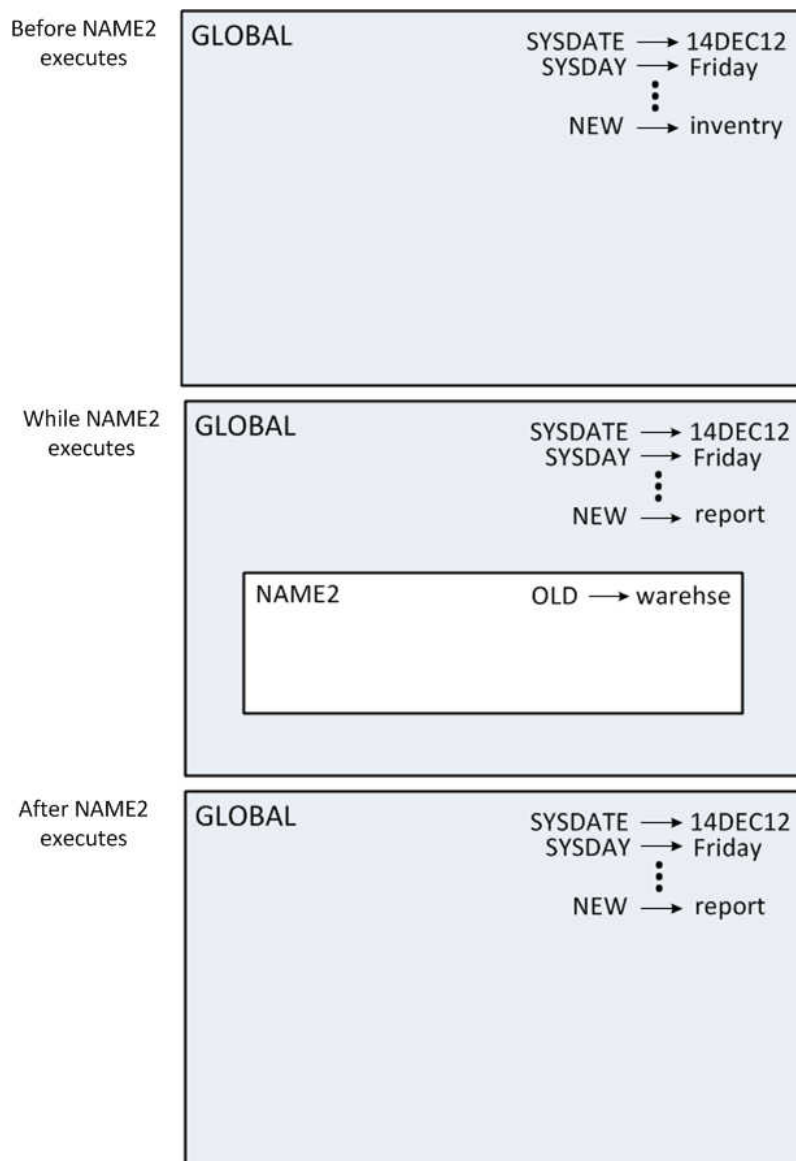 Before NAME2
executes
GLOBAL
SYSDATE → 14DEC12
SYSDAY → Friday
NEW → inventry
While NAME2
executes
GLOBAL
SYSDATE → 14DEC12
SYSDAY → Friday
NEW → report
NAME2
OLD → warehse
After NAME2
executes
GLOBAL
SYSDATE → 14DEC12
SYSDAY → Friday
NEW → report